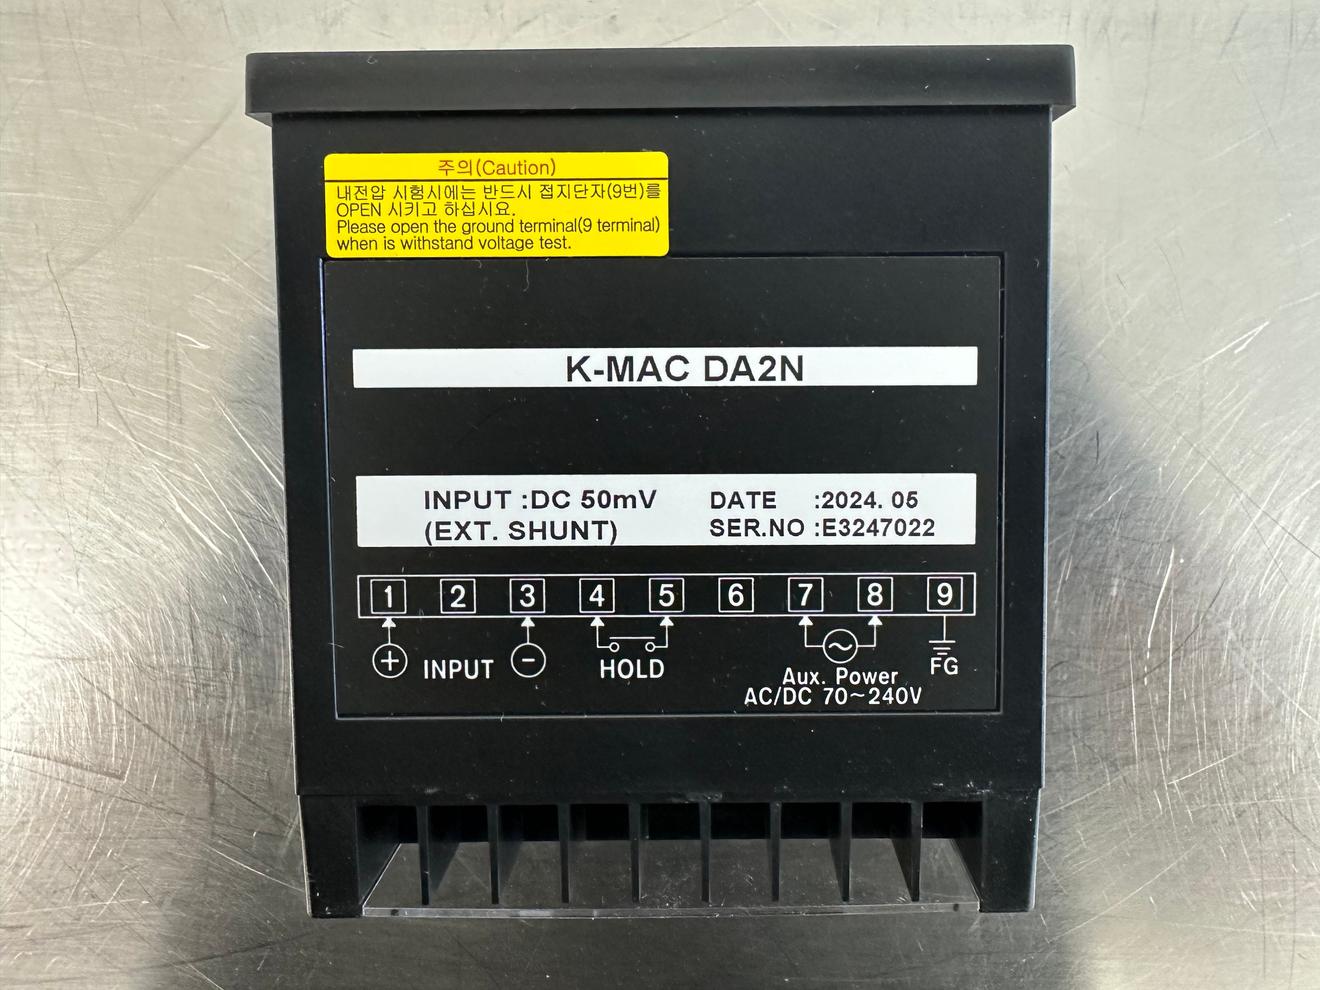 주의(Caution)
내전압 시험시에는 반드시 접지단자(9번)를
OPEN 시키고 하십시요.
Please open the ground terminal(9 terminal)
when is withstand voltage test.
K-MAC DA2N
INPUT :DC 50mV DATE :2024. 05
(EXT. SHUNT) SER.NO :E3247022
1 2 3 4 5 6 7 8 9
+ INPUT - HOLD ~ FG
Aux. Power
AC/DC 70~240V